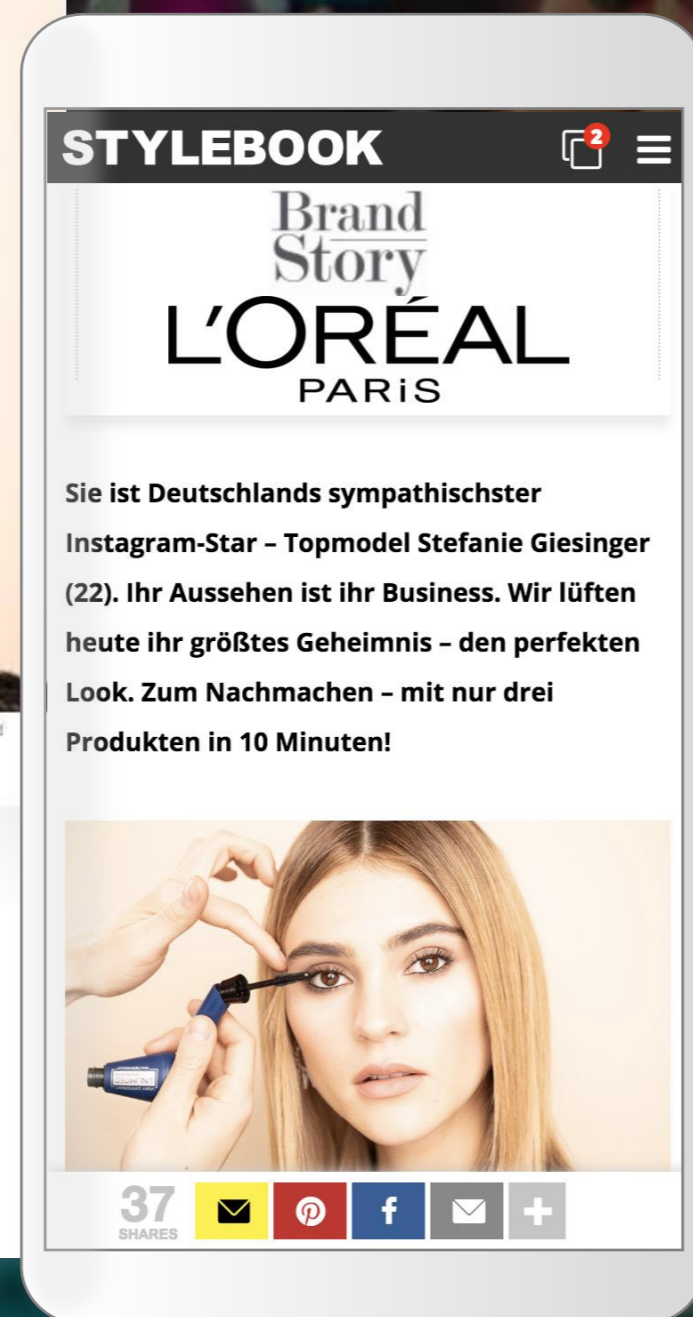 STYLEBOOK
2
Brand
Story
L'ORÉAL
PARiS
Sie ist Deutschlands sympathischster
Instagram-Star – Topmodel Stefanie Giesinger
(22). Ihr Aussehen ist ihr Business. Wir lüften
heute ihr größtes Geheimnis – den perfekten
Look. Zum Nachmachen – mit nur drei
Produkten in 10 Minuten!
37
SHARES